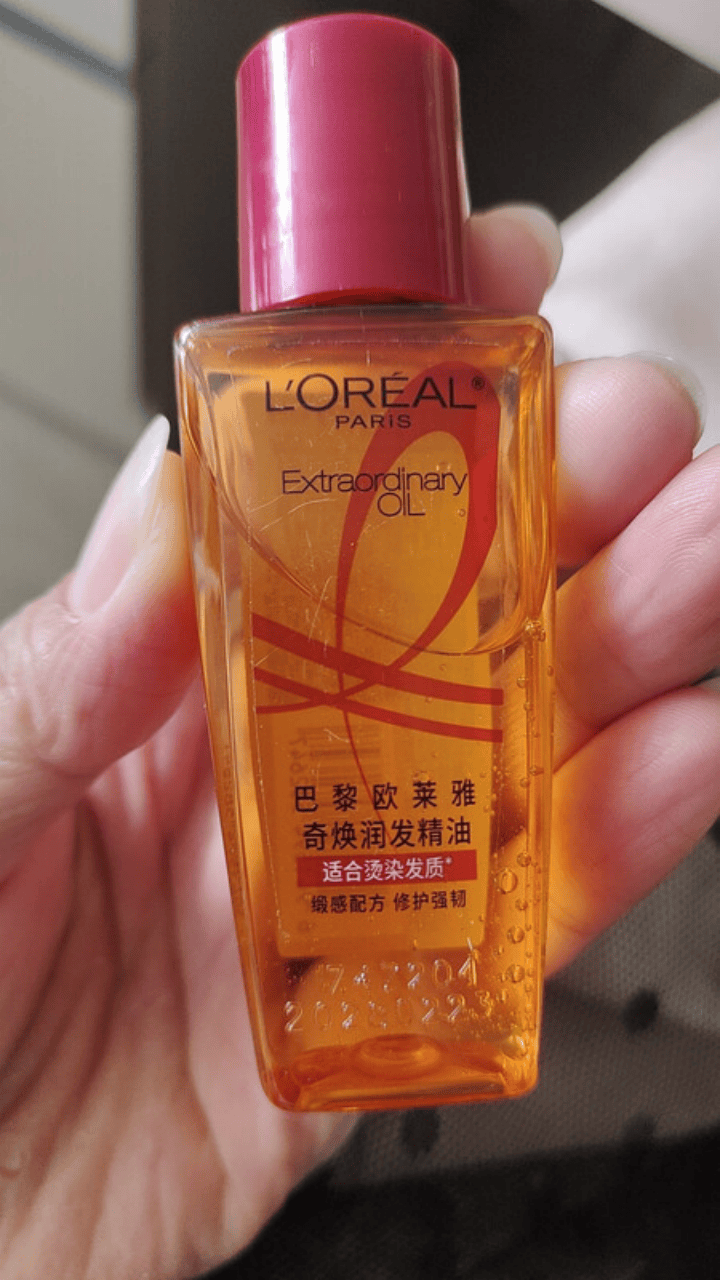 L'ORÉAL®
PARIS
Extraordinary
OIL
巴黎欧莱雅
奇焕润发精油
适合烫染发质*
缎感配方 修护强韧